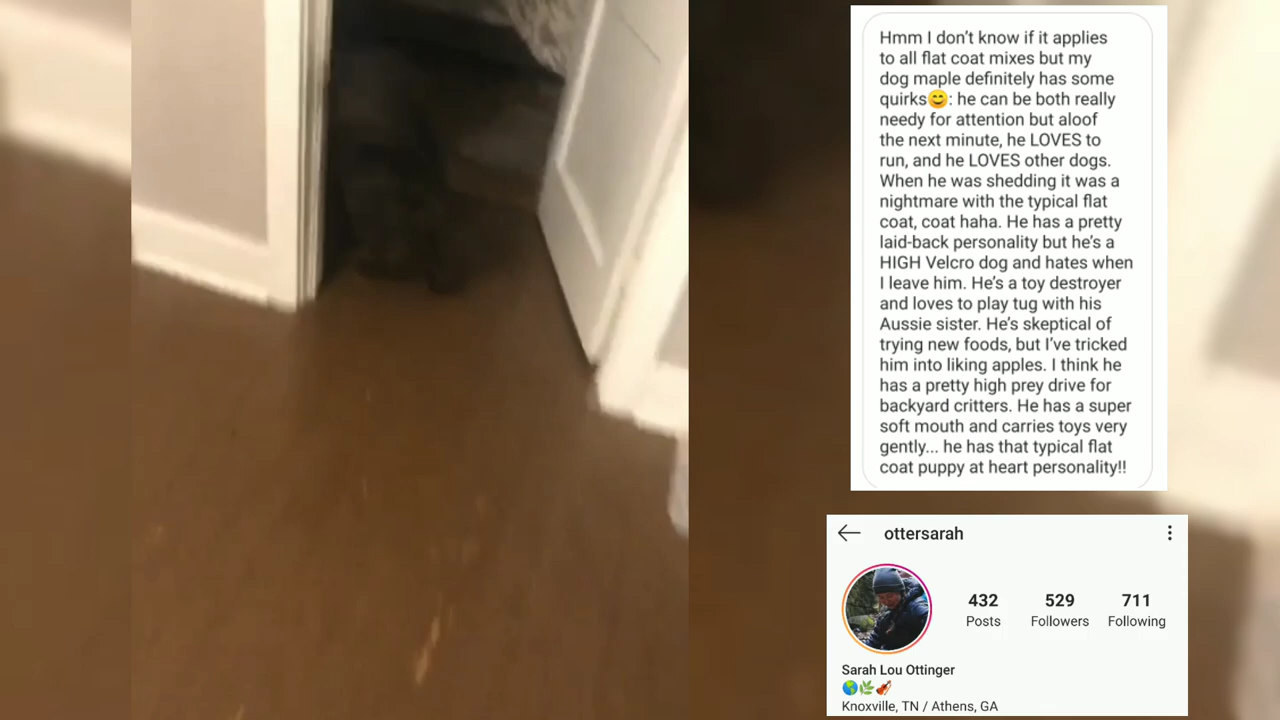 Hmm I don't know if it applies
to all flat coat mixes but my
dog maple definitely has some
quirks😊: he can be both really
needy for attention but aloof
the next minute, he LOVES to
run, and he LOVES other dogs.
When he was shedding it was a
nightmare with the typical flat
coat, coat haha. He has a pretty
laid-back personality but he's a
HIGH Velcro dog and hates when
I leave him. He's a toy destroyer
and loves to play tug with his
Aussie sister. He's skeptical of
trying new foods, but I've tricked
him into liking apples. I think he
has a pretty high prey drive for
backyard critters. He has a super
soft mouth and carries toys very
gently... he has that typical flat
coat puppy at heart personality!!
ottersarah
432 529 711
Posts Followers Following
Sarah Lou Ottinger
🌎🌿🎻
Knoxville, TN / Athens, GA